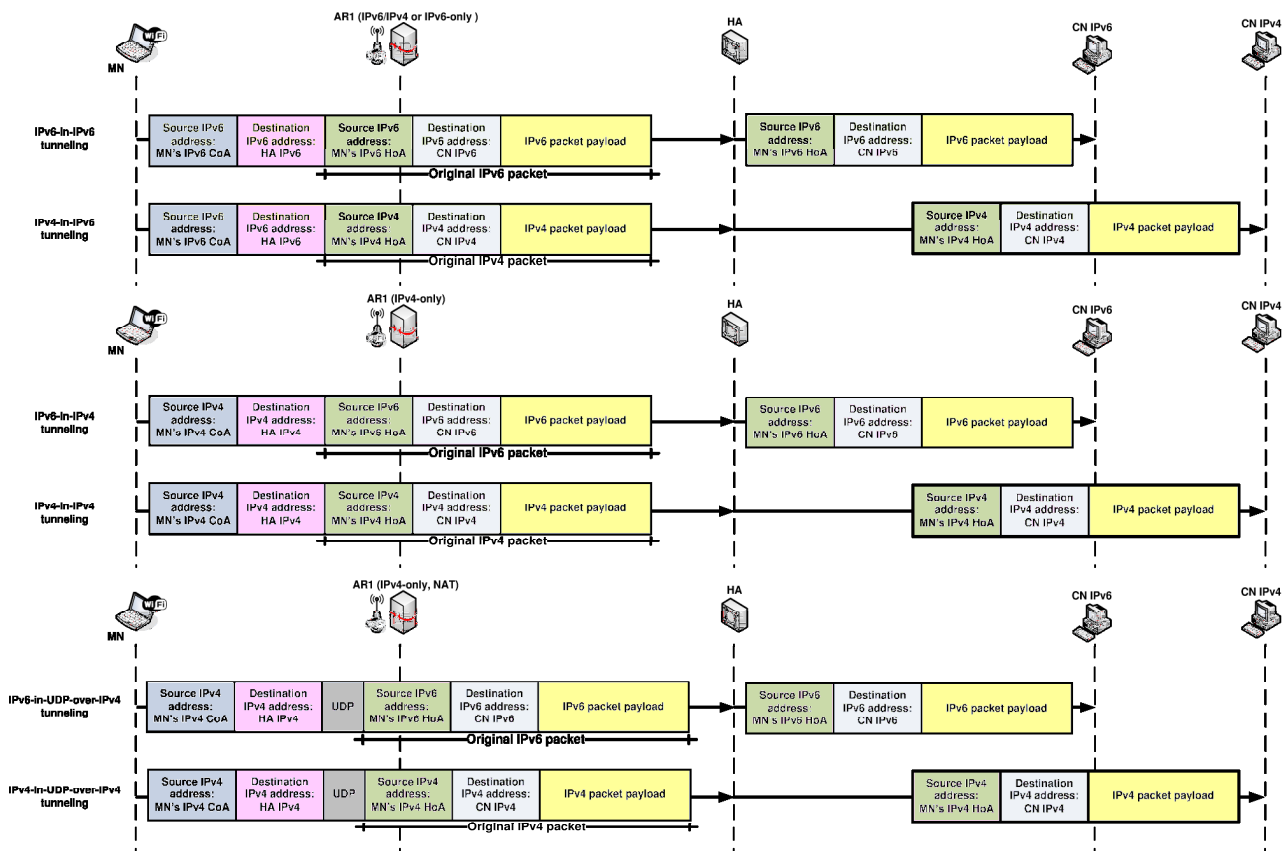 AR1 (IPv6/IPv4 or IPv6-only )
HA
CN IPv6
CN IPv4
WiFi
MN
IPv6-in-IPv6
tunneling
Source IPv6
address:
MN's IPv6 CoA
Destination
IPv6 address:
HA IPv6
Source IPv6
address:
MN's IPv6 HoA
Destination
IPv6 address:
CN IPv6
IPv6 packet payload
Original IPv6 packet
Source IPv6
address:
MN's IPv6 HoA
Destination
IPv6 address:
CN IPv6
IPv6 packet payload
IPv4-in-IPv6
tunneling
Source IPv6
address:
MN's IPv6 CoA
Destination
IPv6 address:
HA IPv6
Source IPv4
address:
MN's IPv4 HoA
Destination
IPv4 address:
CN IPv4
IPv4 packet payload
Original IPv4 packet
Source IPv4
address:
MN's IPv4 HoA
Destination
IPv4 address:
CN IPv4
IPv4 packet payload
AR1 (IPv4-only)
HA
CN IPv6
CN IPv4
WiFi
MN
IPv6-in-IPv4
tunneling
Source IPv4
address:
MN's IPv4 CoA
Destination
IPv4 address:
HA IPv4
Source IPv6
address:
MN's IPv6 HoA
Destination
IPv6 address:
CN IPv6
IPv6 packet payload
Original IPv6 packet
Source IPv6
address:
MN's IPv6 HoA
Destination
IPv6 address:
CN IPv6
IPv6 packet payload
IPv4-in-IPv4
tunneling
Source IPv4
address:
MN's IPv4 CoA
Destination
IPv4 address:
HA IPv4
Source IPv4
address:
MN's IPv4 HoA
Destination
IPv4 address:
CN IPv4
IPv4 packet payload
Original IPv4 packet
Source IPv4
address:
MN's IPv4 HoA
Destination
IPv4 address:
CN IPv4
IPv4 packet payload
AR1 (IPv4-only, NAT)
HA
CN IPv6
CN IPv4
WiFi
MN
IPv6-in-UDP-over-IPv4
tunneling
Source IPv4
address:
MN's IPv4 CoA
Destination
IPv4 address:
HA IPv4
UDP
Source IPv6
address:
MN's IPv6 HoA
Destination
IPv6 address:
CN IPv6
IPv6 packet payload
Original IPv6 packet
Source IPv6
address:
MN's IPv6 HoA
Destination
IPv6 address:
CN IPv6
IPv6 packet payload
IPv4-in-UDP-over-IPv4
tunneling
Source IPv4
address:
MN's IPv4 CoA
Destination
IPv4 address:
HA IPv4
UDP
Source IPv4
address:
MN's IPv4 HoA
Destination
IPv4 address:
CN IPv4
IPv4 packet payload
Original IPv4 packet
Source IPv4
address:
MN's IPv4 HoA
Destination
IPv4 address:
CN IPv4
IPv4 packet payload